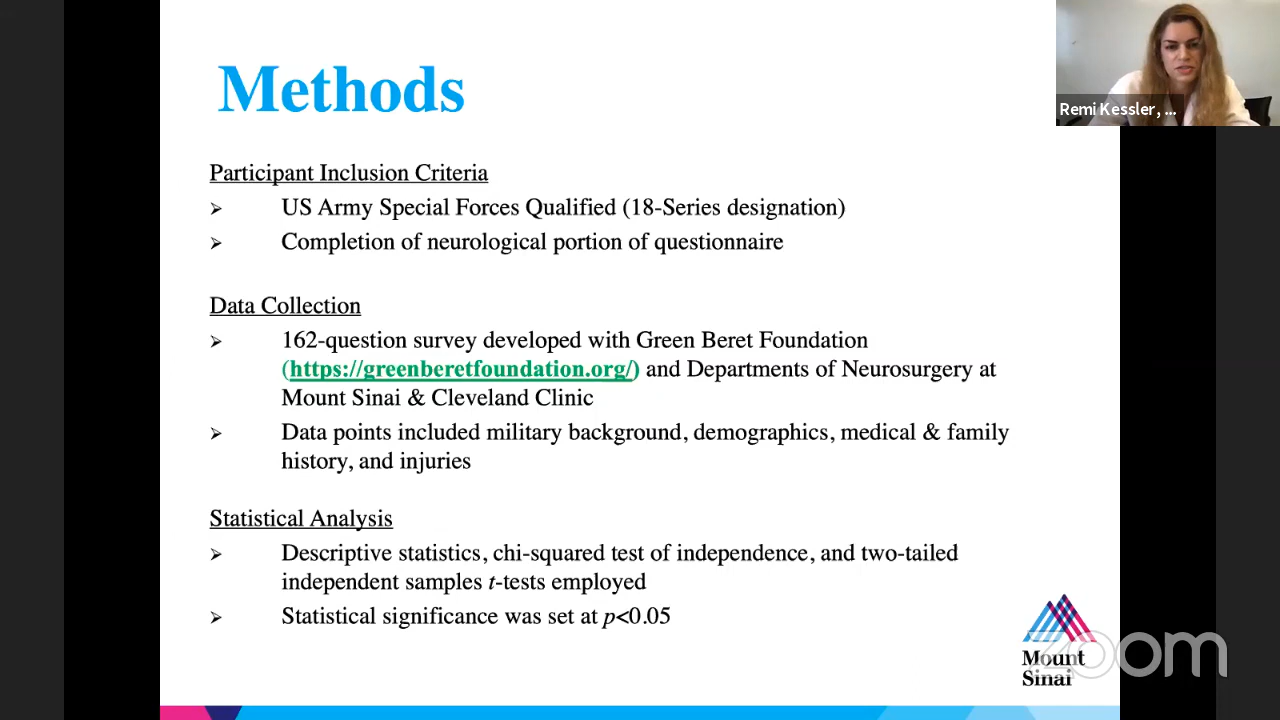 Methods
Remi Kessler, ...
Participant Inclusion Criteria
➢ US Army Special Forces Qualified (18-Series designation)
➢ Completion of neurological portion of questionnaire
Data Collection
➢ 162-question survey developed with Green Beret Foundation
(https://greenberetfoundation.org/) and Departments of Neurosurgery at
Mount Sinai & Cleveland Clinic
➢ Data points included military background, demographics, medical & family
history, and injuries
Statistical Analysis
➢ Descriptive statistics, chi-squared test of independence, and two-tailed
independent samples t-tests employed
➢ Statistical significance was set at p<0.05
Mount
Sinai
zoom